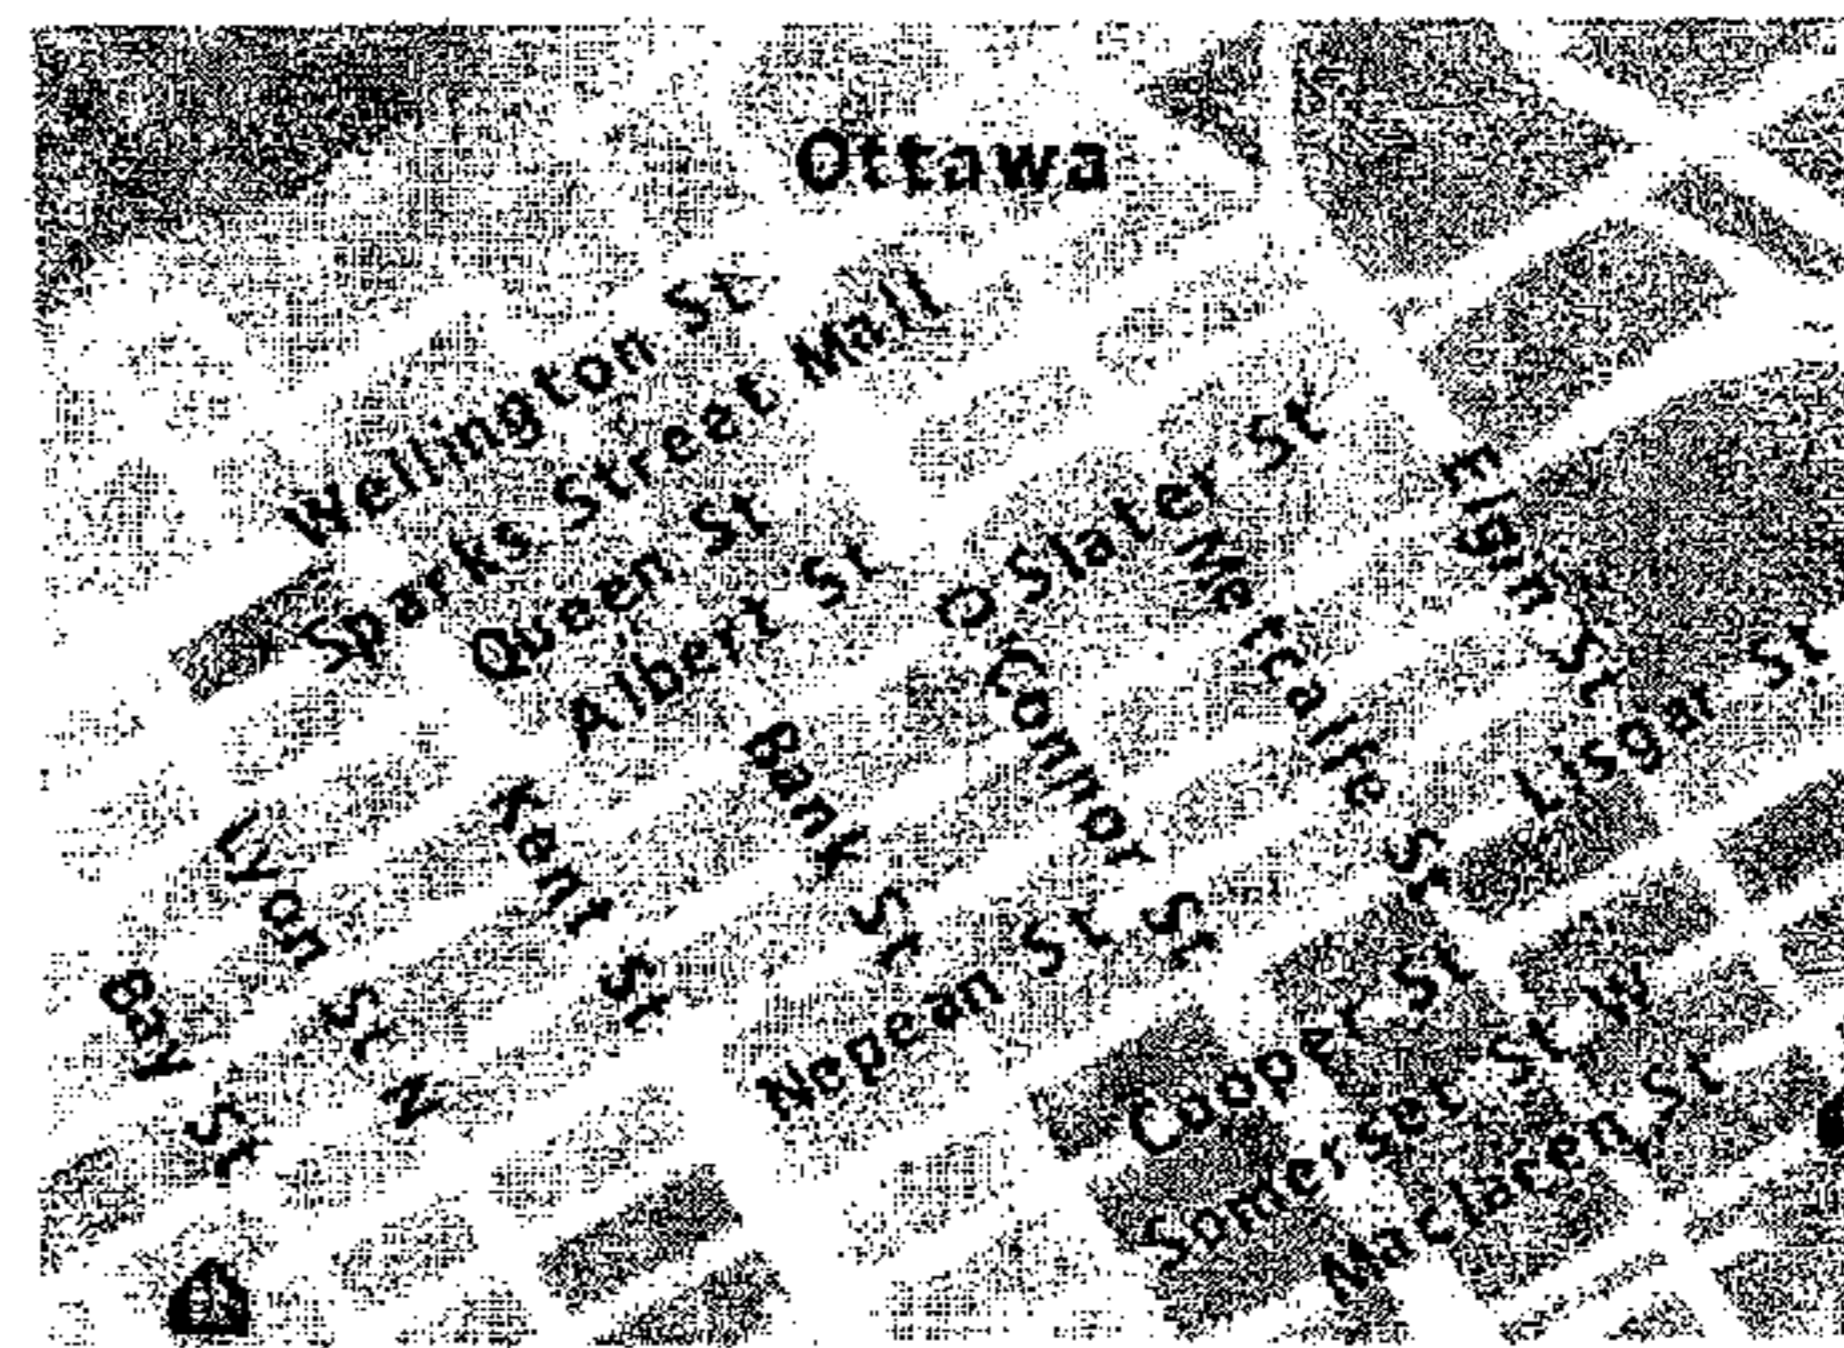 Ottawa
Wellington St
Sparks Street Mall
Queen St
Albert St
Slater St
Elgin St
Metcalfe St
O'Connor St
Lisgar St.
Bank St
Kent St
Lyon St N
Bay St
Nepean St
Cooper St
Somerset St W
Maclaren St